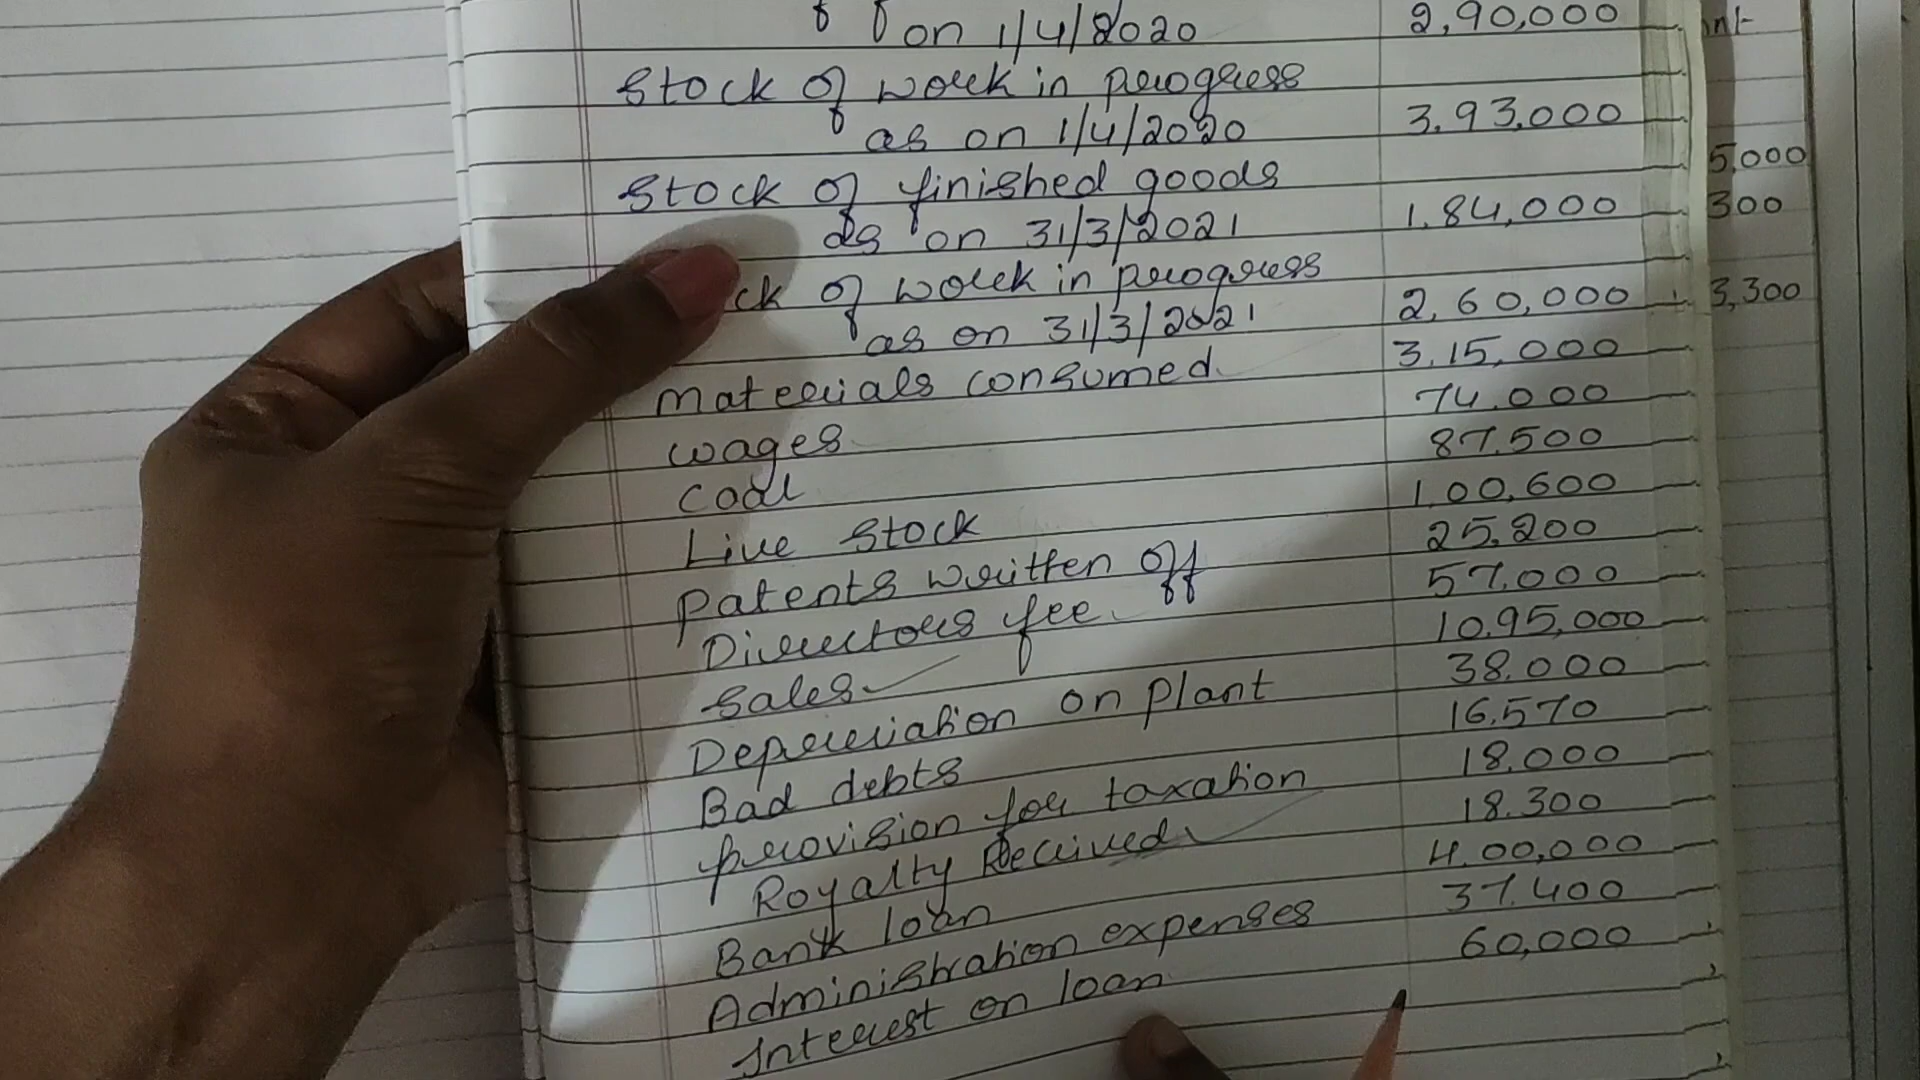 on 1/4/2020 2,90,000
Stock of work in progress
as on 1/4/2020 3,93,000
Stock of finished goods
as on 31/3/2021 1,84,000
ck of work in progress
as on 31/3/2021 2,60,000
Materials consumed 3,15,000
wages 74,000
coal 87,500
Live stock 1,00,600
Patents written off 25,200
Directors fee 57,000
Sales 10,95,000
Depreciation on plant 38,000
Bad debts 16,570
provision for taxation 18,000
Royalty Received 18,300
Bank loan 4,00,000
Administration expenses 37,400
Interest on loan 60,000
5,000
300
3,300